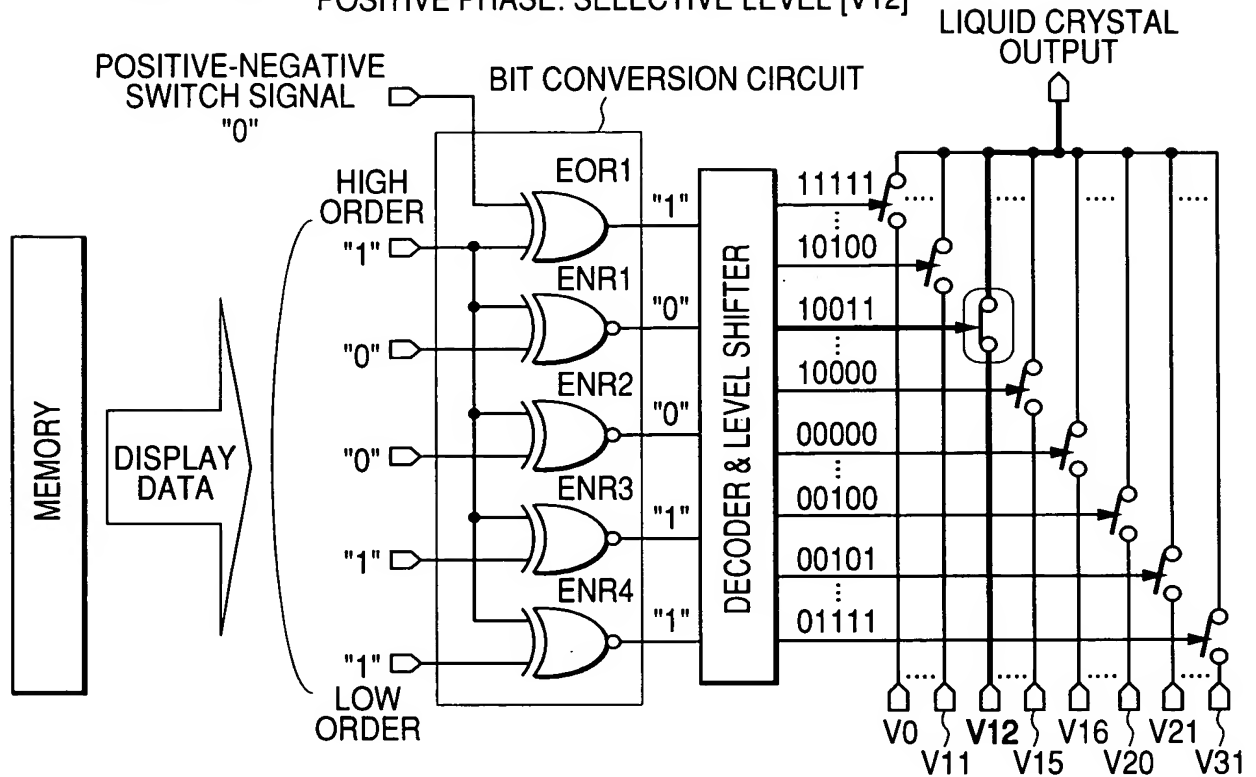 POSITIVE PHASE: SELECTIVE LEVEL [V12]
LIQUID CRYSTAL
OUTPUT
POSITIVE-NEGATIVE
SWITCH SIGNAL
"0"
BIT CONVERSION CIRCUIT
HIGH
ORDER
EOR1
"1"
"1"
11111
10100
ENR1
"0"
"0"
10011
10000
ENR2
"0"
"0"
00000
00100
ENR3
"1"
"1"
00101
01111
ENR4
"1"
"1"
LOW
ORDER
MEMORY
DISPLAY
DATA
DECODER & LEVEL SHIFTER
V0 V12 V16 V21
V11 V15 V20 V31